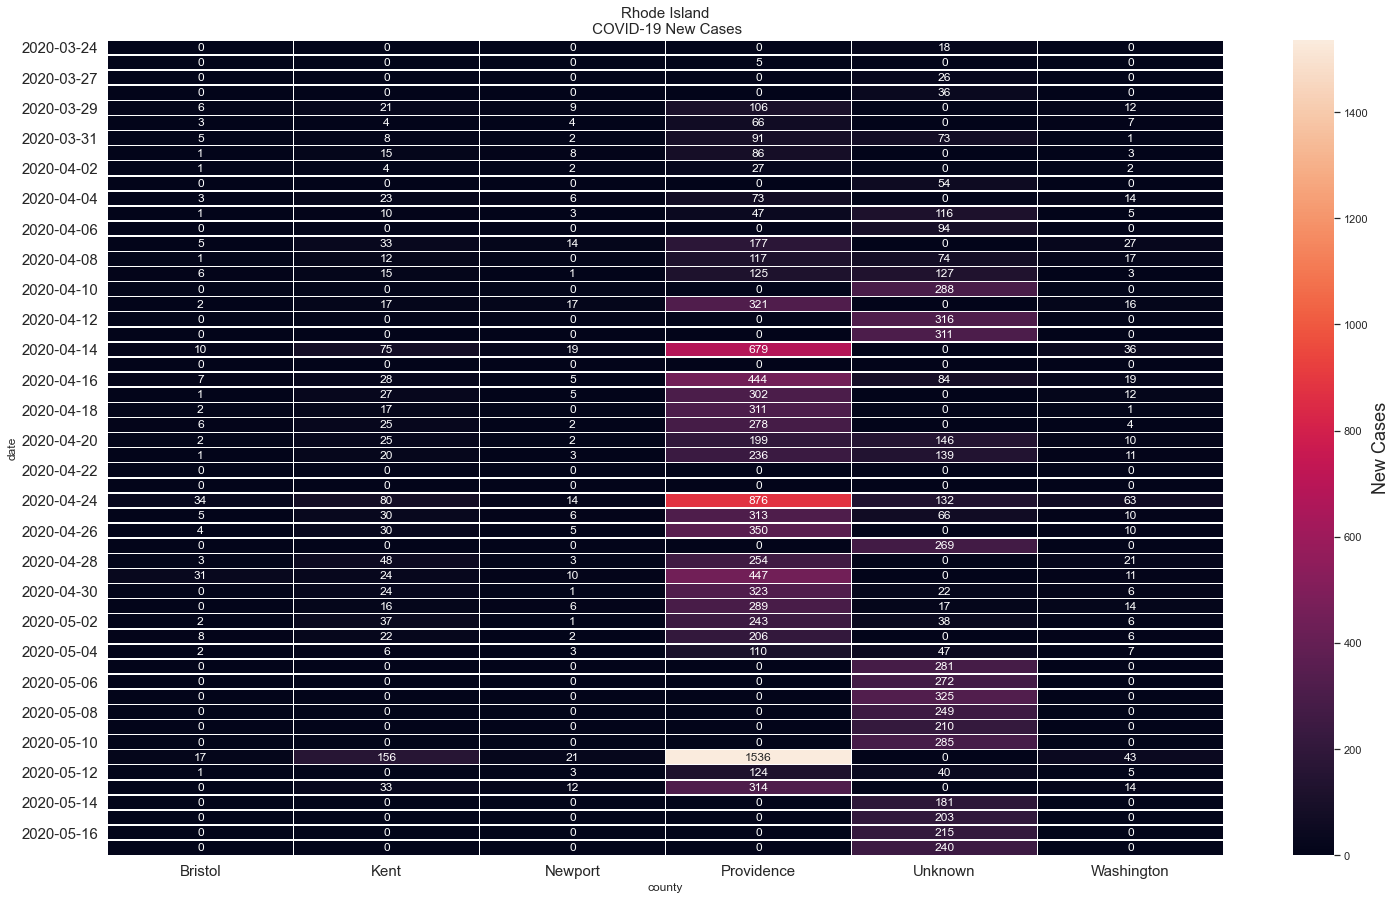 Rhode Island
COVID-19 New Cases
2020-03-24 0 0 0 0 18 0
0 0 0 5 0 0
2020-03-27 0 0 0 0 26 0
0 0 0 0 36 0
2020-03-29 6 21 9 106 0 12
3 4 4 66 0 7
2020-03-31 5 8 2 91 73 1
1 15 8 86 0 3
2020-04-02 1 4 2 27 0 2
0 0 0 0 54 0
2020-04-04 3 23 6 73 0 14
1 10 3 47 116 5
2020-04-06 0 0 0 0 94 0
5 33 14 177 0 27
2020-04-08 1 12 0 117 74 17
6 15 1 125 127 3
2020-04-10 0 0 0 0 288 0
2 17 17 321 0 16
2020-04-12 0 0 0 0 316 0
0 0 0 0 311 0
2020-04-14 10 75 19 679 0 36
0 0 0 0 0 0
2020-04-16 7 28 5 444 84 19
1 27 5 302 0 12
2020-04-18 2 17 0 311 0 1
6 25 2 278 0 4
2020-04-20 2 25 2 199 146 10
1 20 3 236 139 11
2020-04-22 0 0 0 0 0 0
0 0 0 0 0 0
2020-04-24 34 80 14 876 132 63
5 30 6 313 66 10
2020-04-26 4 30 5 350 0 10
0 0 0 0 269 0
2020-04-28 3 48 3 254 0 21
31 24 10 447 0 11
2020-04-30 0 24 1 323 22 6
0 16 6 289 17 14
2020-05-02 2 37 1 243 38 6
8 22 2 206 0 6
2020-05-04 2 6 3 110 47 7
0 0 0 0 281 0
2020-05-06 0 0 0 0 272 0
0 0 0 0 325 0
2020-05-08 0 0 0 0 249 0
0 0 0 0 210 0
2020-05-10 0 0 0 0 285 0
17 156 21 1536 0 43
2020-05-12 1 0 3 124 40 5
0 33 12 314 0 14
2020-05-14 0 0 0 0 181 0
0 0 0 0 203 0
2020-05-16 0 0 0 0 215 0
0 0 0 0 240 0
Bristol Kent Newport Providence Unknown Washington
county
date
1400
1200
1000
800
600
400
200
0
New Cases